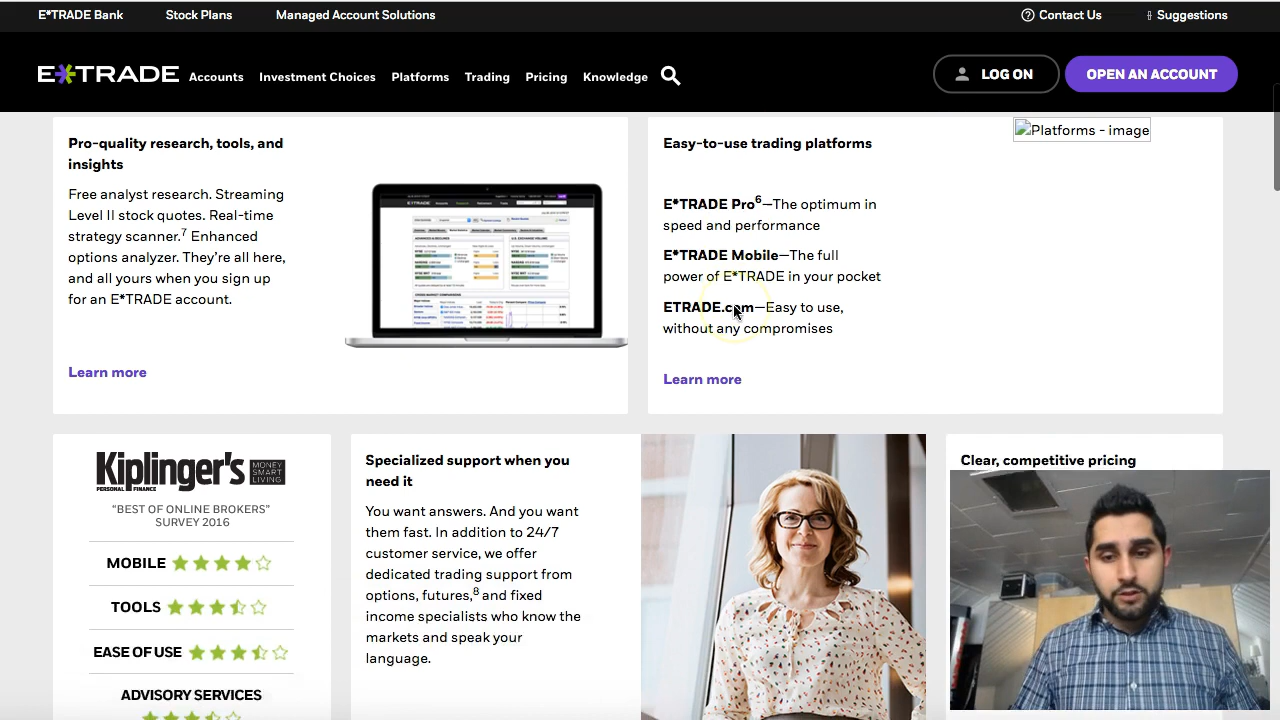 E*TRADE Bank
Stock Plans
Managed Account Solutions
Contact Us
Suggestions
E*TRADE
Accounts
Investment Choices
Platforms
Trading
Pricing
Knowledge
LOG ON
OPEN AN ACCOUNT
Pro-quality research, tools, and
insights
Free analyst research. Streaming
Level II stock quotes. Real-time
strategy scanner.7 Enhanced
options analyzer. They're all here
and all yours when you sign up
for an E*TRADE account.
Learn more
Easy-to-use trading platforms
Platforms - image
E*TRADE Pro6—The optimum in
speed and performance
E*TRADE Mobile—The full
power of E*TRADE in your pocket
ETRADE.com—Easy to use,
without any compromises
Learn more
Kiplinger's
PERSONAL FINANCE
MONEY
SMART
LIVING
"BEST OF ONLINE BROKERS"
SURVEY 2016
MOBILE
TOOLS
EASE OF USE
ADVISORY SERVICES
Specialized support when you
need it
You want answers. And you want
them fast. In addition to 24/7
customer service, we offer
dedicated trading support from
options, futures,8 and fixed
income specialists who know the
markets and speak your
language.
Clear, competitive pricing